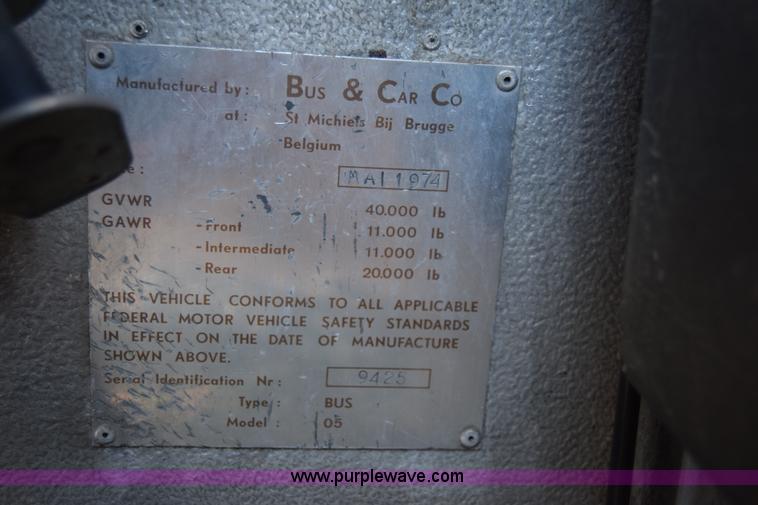 Manufactured by: BUS & CAR CO
at: St Michiels Bij Brugge
Belgium
MAI 1974
GVWR 40.000 lb
GAWR -Front 11.000 lb
-Intermediate 11.000 lb
-Rear 20.000 lb
THIS VEHICLE CONFORMS TO ALL APPLICABLE
FEDERAL MOTOR VEHICLE SAFETY STANDARDS
IN EFFECT ON THE DATE OF MANUFACTURE
SHOWN ABOVE.
Serial Identification Nr: 9425
Type: BUS
Model: 05
www.purplewave.com